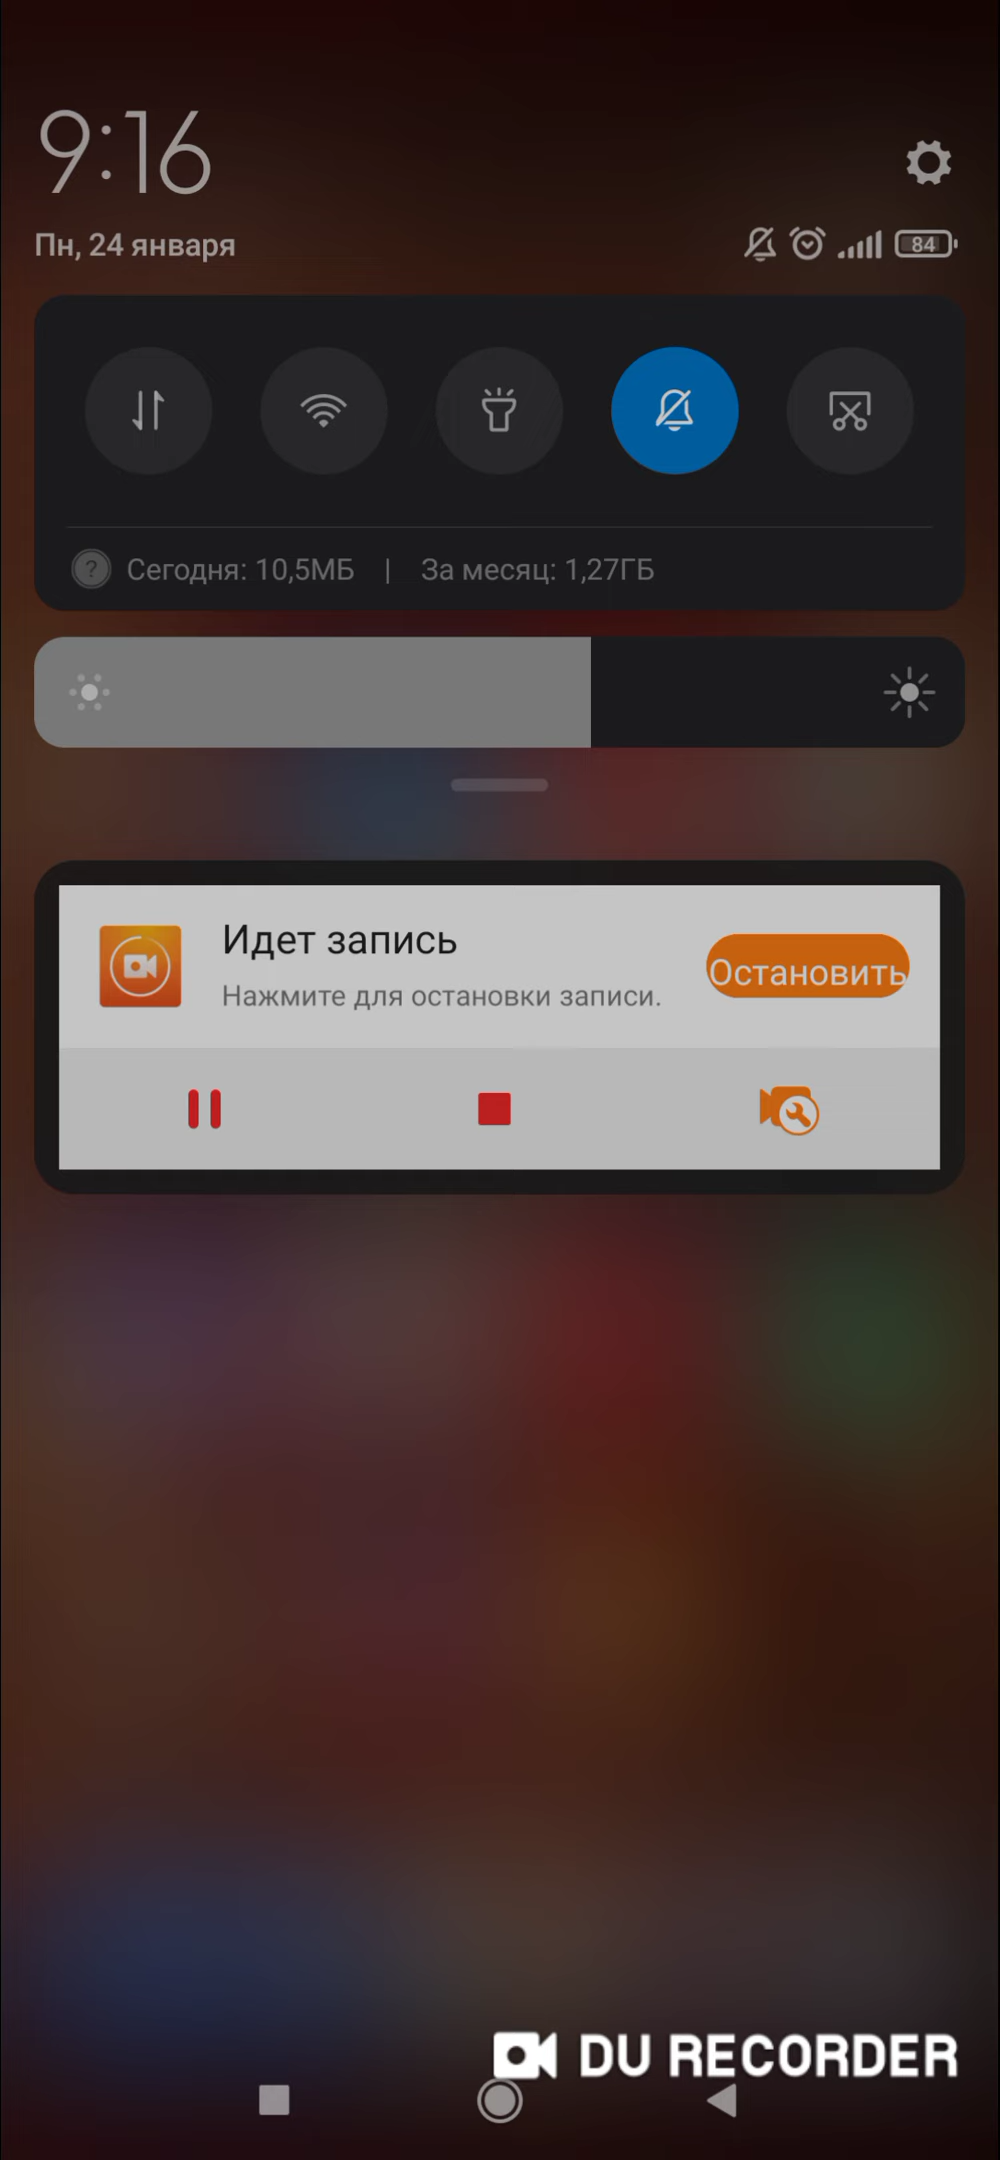 9:16
Пн, 24 января
84
Сегодня: 10,5МБ | За месяц: 1,27ГБ
Идет запись
Нажмите для остановки записи.
Остановить
DU RECORDER